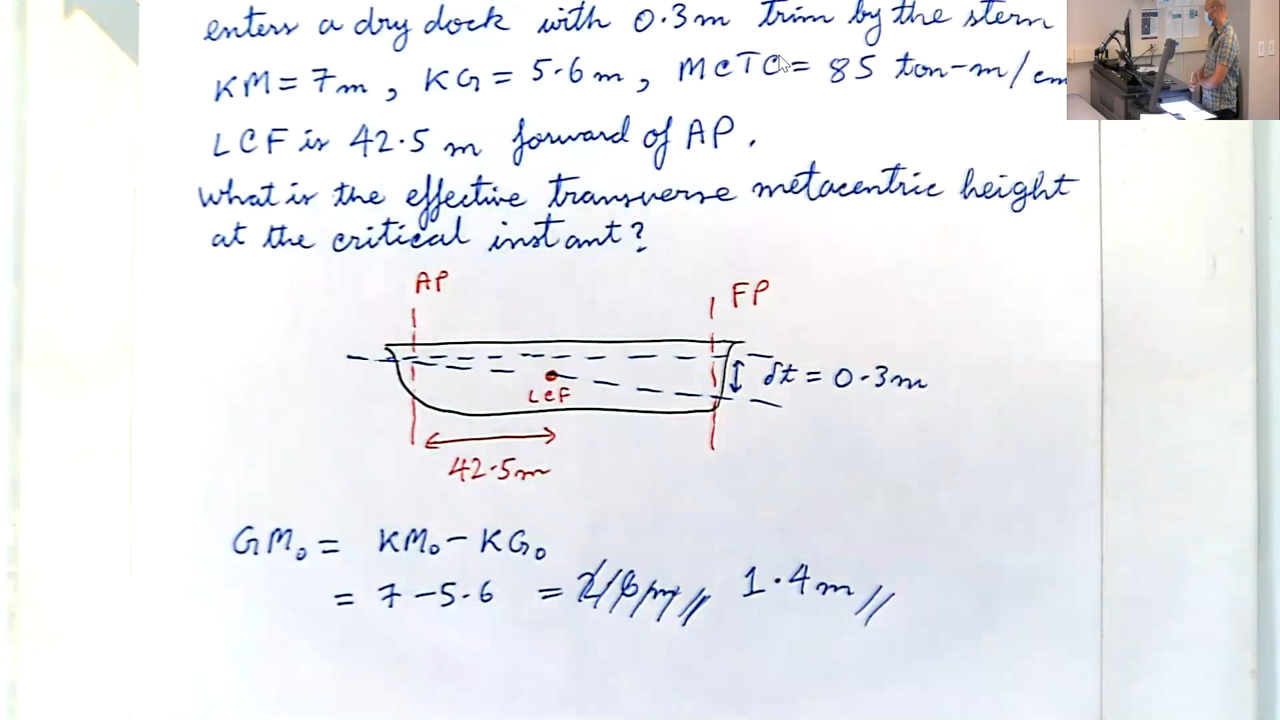 enters a dry dock with 0.3m trim by the stern
KM = 7m, KG = 5.6m, MCTC = 85 ton-m/cm
LCF is 42.5 m forward of AP.
What is the effective transverse metacentric height
at the critical instant?
AP
FP
δt = 0.3m
LCF
42.5m
GM₀ = KM₀ - KG₀
= 7 - 5.6 = 1.4m //